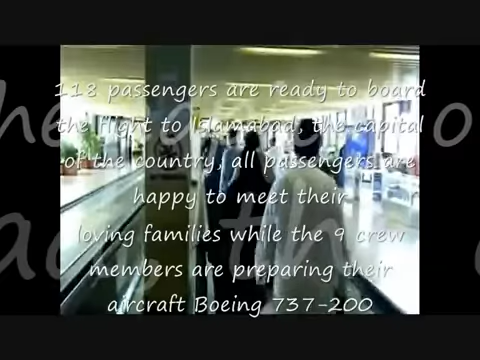 118 passengers are ready to board
the flight to Islamabad, the capital
of the country, all passengers are
happy to meet their
loving families while the 9 crew
members are preparing their
aircraft Boeing 737-200